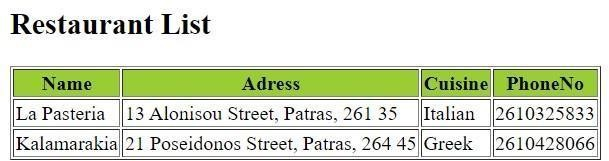 Restaurant List
Name Adress Cuisine PhoneNo
La Pasteria 13 Alonisou Street, Patras, 261 35 Italian 2610325833
Kalamarakia 21 Poseidonos Street, Patras, 264 45 Greek 2610428066